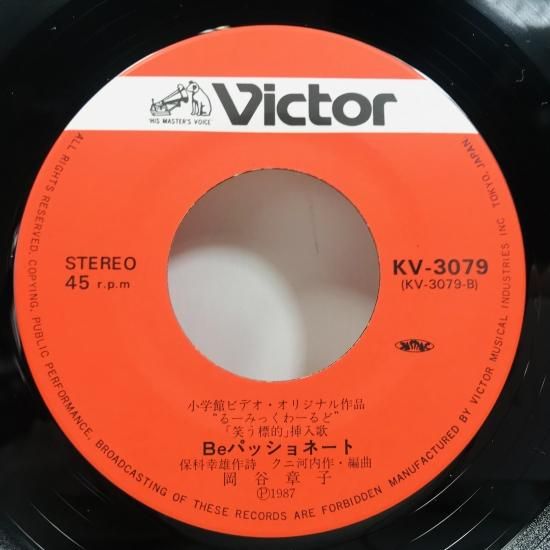 "HIS MASTER'S VOICE"
Victor
ALL RIGHTS RESERVED. COPYING, PUBLIC PERFORMANCE, BROADCASTING OF THESE RECORDS ARE FORBIDDEN MANUFACTURED BY VICTOR MUSICAL INDUSTRIES INC TOKYO, JAPAN.
STEREO
45 r.p.m
KV-3079
(KV-3079-B)
JASRAC
小学館ビデオ・オリジナル作品
“るーみっくわーるど”
「笑う標的」挿入歌
Beパッショネート
保科幸雄作詩 クニ河内作・編曲
岡谷章子
Ⓟ1987